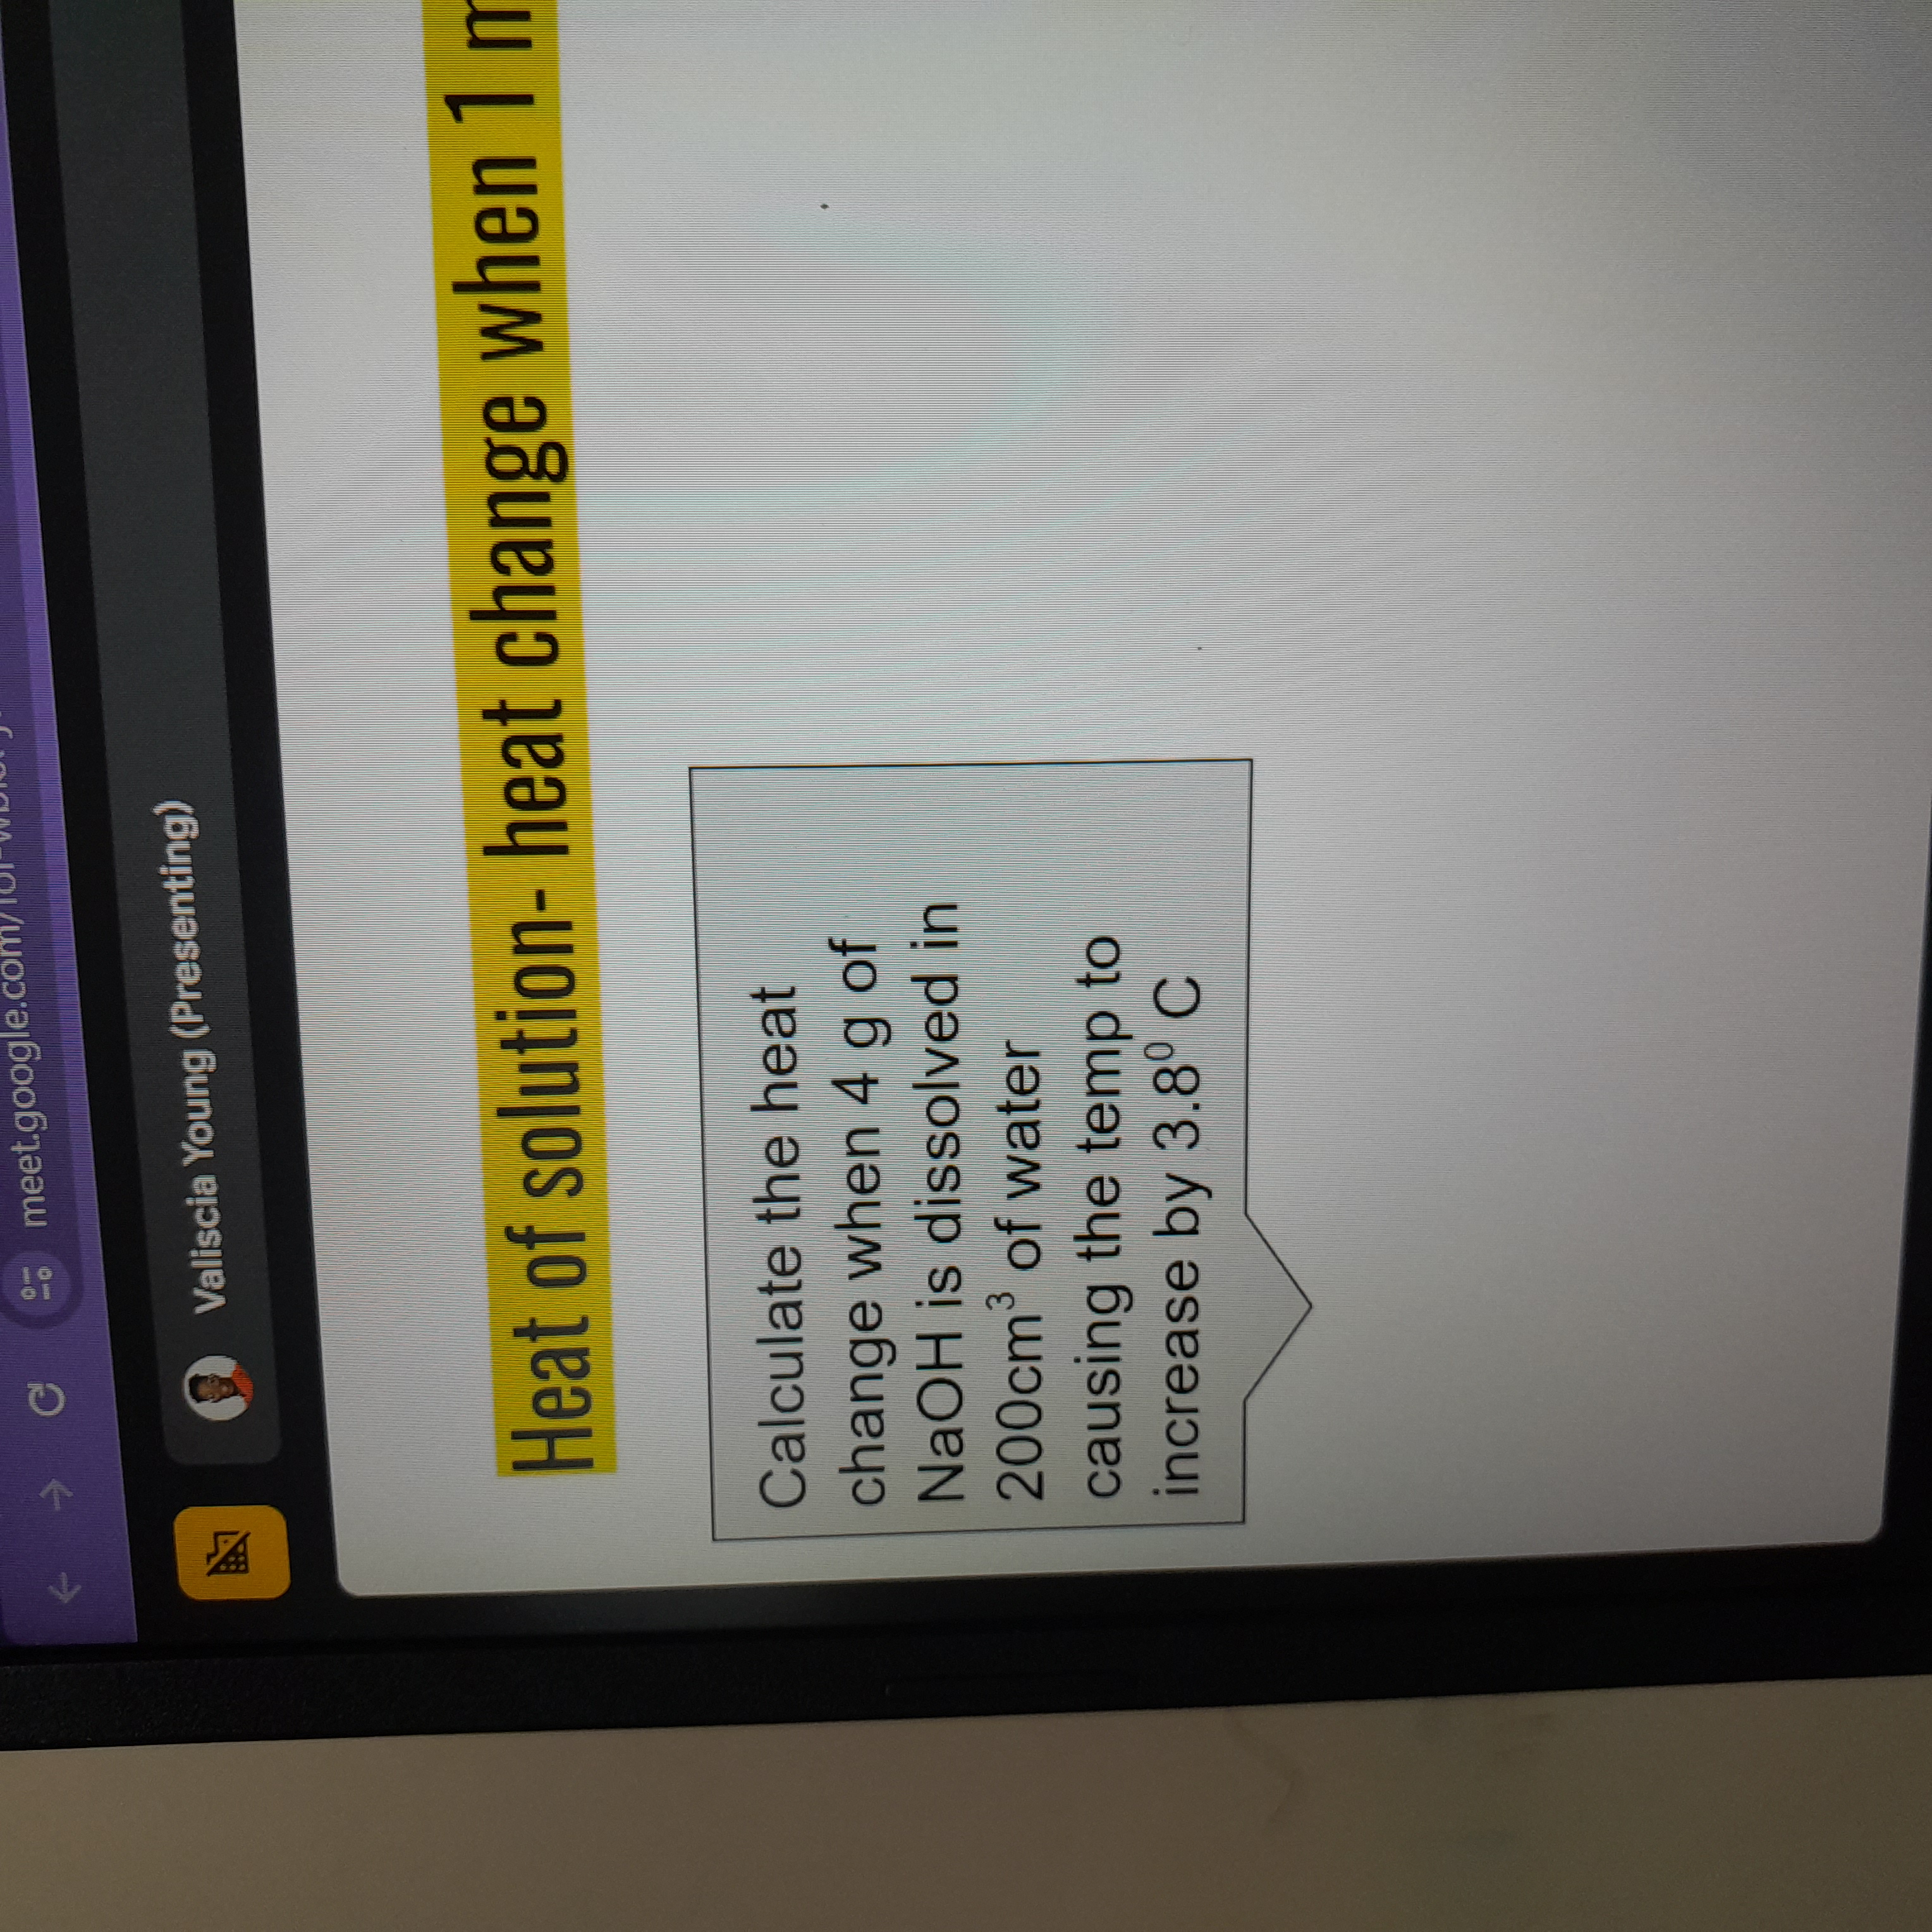 meet.google.com/
Valiscia Young (Presenting)
Heat of solution- heat change when 1
Calculate the heat
change when 4 g of
NaOH is dissolved in
200cm³ of water
causing the temp to
increase by 3.8⁰ C